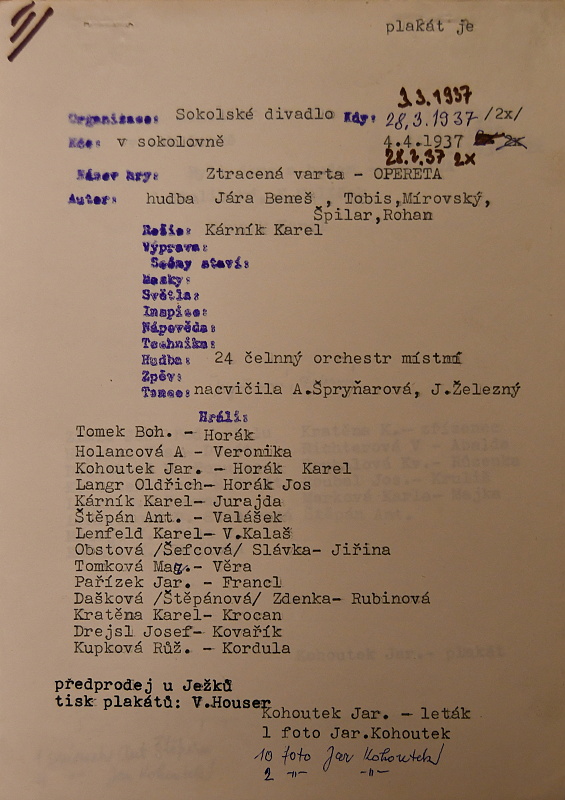 plakát je
3.3.1937
Organizace: Sokolské divadlo Kdy: 28,3.1937 /2x/
Kde: v sokolovně 4.4.1937 2x
28.2.37 2x
Název hry: Ztracená varta - OPERETA
Autor: hudba Jára Beneš , Tobis,Mírovský,
Špilar,Rohan
Režie: Kárník Karel
Výprava:
Scény staví:
Masky:
Světla:
Inspice:
Nápověda:
Technika:
Hudba: 24 čelnný orchestr místní
Zpěv:
Tance: nacvičila A.Špryňarová, J.Železný
Hráli:
Tomek Boh. - Horák
Holancová A - Veronika
Kohoutek Jar. - Horák Karel
Langr Oldřich- Horák Jos
Kárník Karel- Jurajda
Štěpán Ant. - Valášek
Lenfeld Karel- V.Kalaš
Obstová /Šefcová/ Slávka- Jiřina
Tomková Mag.- Věra
Pařízek Jar. - Francl
Dašková /Štěpánová/ Zdenka- Rubinová
Kratěna Karel- Krocan
Drejsl Josef- Kovařík
Kupková Růž. - Kordula
předprodej u Ježků
tisk plakátů: V.Houser
Kohoutek Jar. - leták
1 foto Jar.Kohoutek
10 foto Jar Kohoutek/
2 -"- -"-